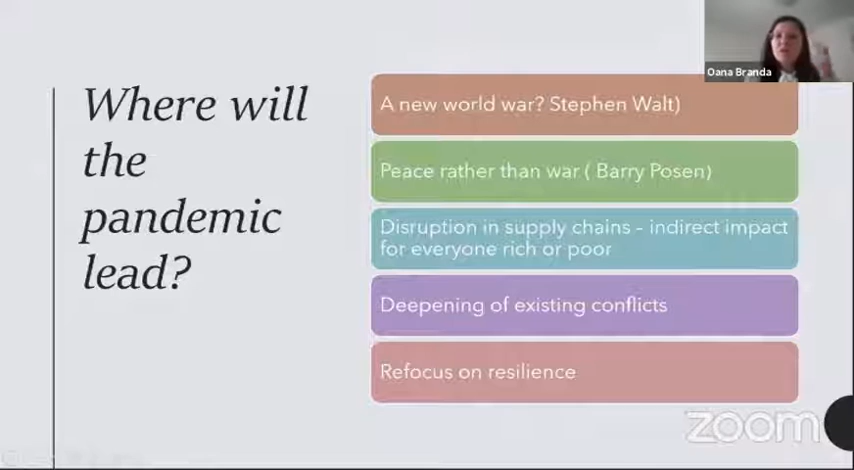 Oana Branda
Where will
the
pandemic
lead?
A new world war? Stephen Walt)
Peace rather than war ( Barry Posen)
Disruption in supply chains – indirect impact
for everyone rich or poor
Deepening of existing conflicts
Refocus on resilience
zoom